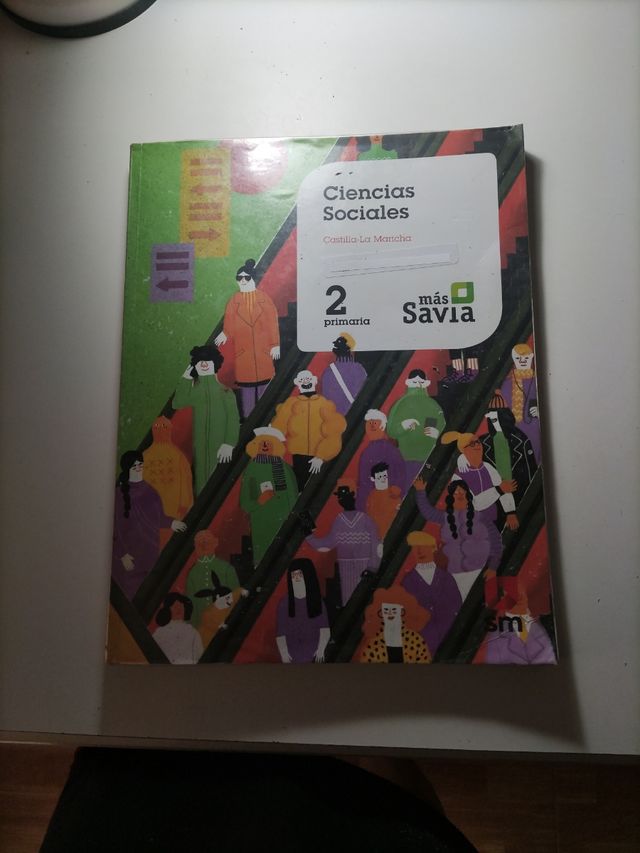 Ciencias
Sociales
Castilla-La Mancha
2
primaria
más
Savia
sm